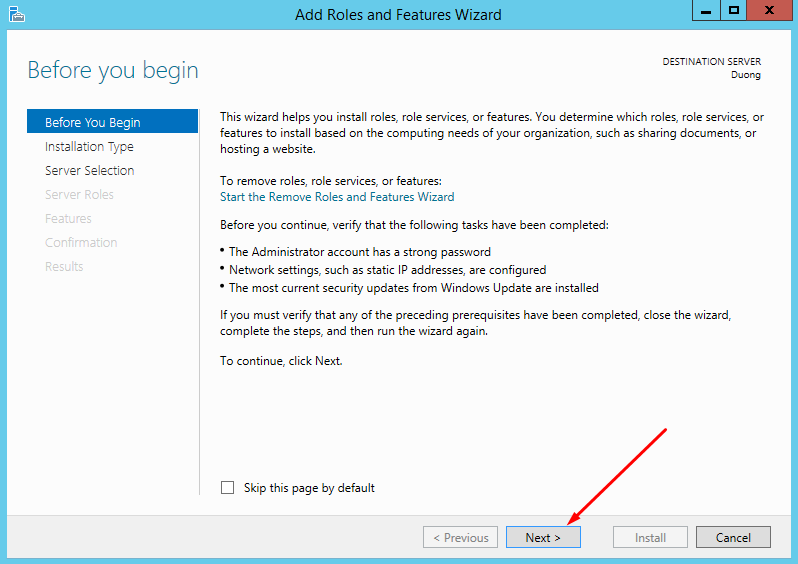 Add Roles and Features Wizard
Before you begin
DESTINATION SERVER
Duong
Before You Begin
Installation Type
Server Selection
Server Roles
Features
Confirmation
Results
This wizard helps you install roles, role services, or features. You determine which roles, role services, or
features to install based on the computing needs of your organization, such as sharing documents, or
hosting a website.
To remove roles, role services, or features:
Start the Remove Roles and Features Wizard
Before you continue, verify that the following tasks have been completed:
• The Administrator account has a strong password
• Network settings, such as static IP addresses, are configured
• The most current security updates from Windows Update are installed
If you must verify that any of the preceding prerequisites have been completed, close the wizard,
complete the steps, and then run the wizard again.
To continue, click Next.
Skip this page by default
< Previous
Next >
Install
Cancel